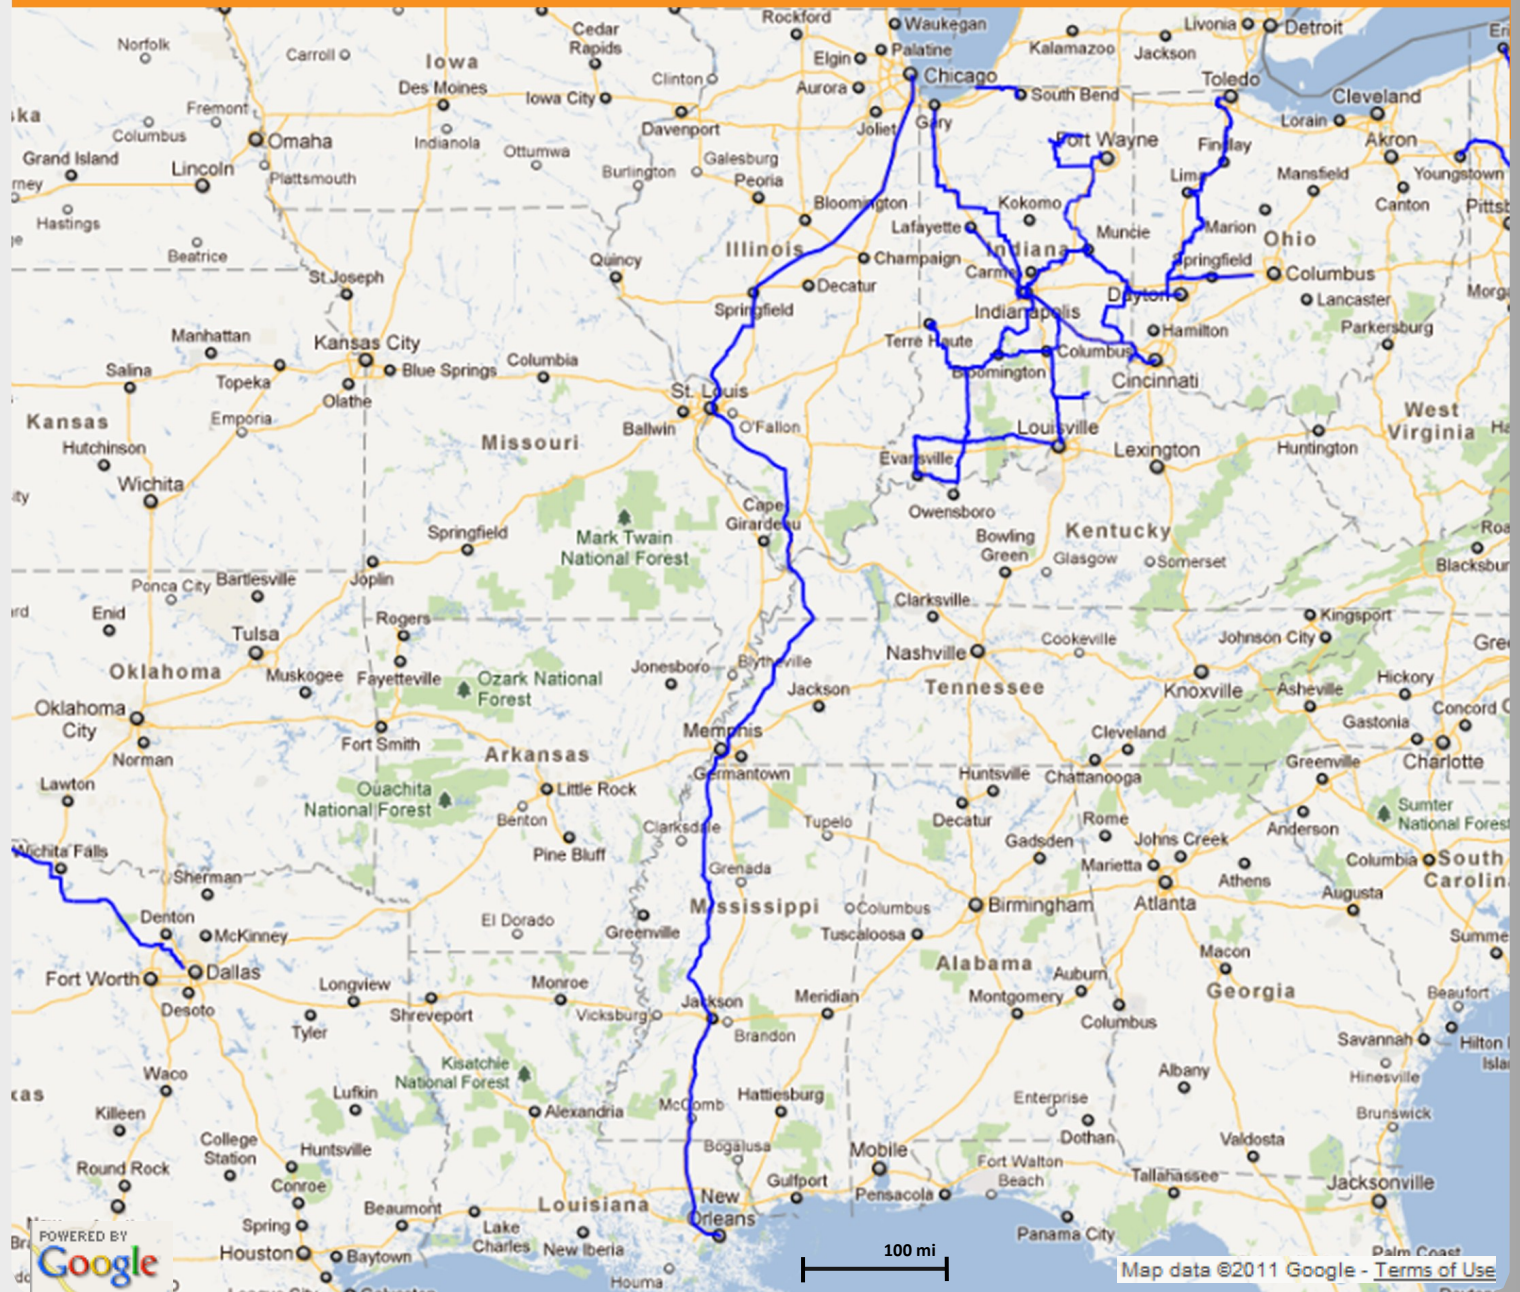 Rockford
Waukegan
Livonia
Detroit
Norfolk
Carroll
Cedar
Rapids
Elgin
Palatine
Kalamazoo
Jackson
Iowa
Clinton
Chicago
Toledo
Des Moines
Iowa City
Aurora
South Bend
Cleveland
Fremont
Columbus
Omaha
Indianola
Davenport
Joliet
Gary
Lorain
Akron
Grand Island
Lincoln
Plattsmouth
Ottumwa
Burlington
Galesburg
Peoria
Fort Wayne
Findlay
Lima
Mansfield
Youngstown
Canton
Hastings
Bloomington
Kokomo
Lafayette
Muncie
Marion
Ohio
Beatrice
Quincy
Illinois
Champaign
Indiana
Carmel
Springfield
Columbus
St Joseph
Decatur
Springfield
Dayton
Indianapolis
Lancaster
Manhattan
Kansas City
Terre Haute
Hamilton
Parkersburg
Salina
Topeka
Blue Springs
Columbia
Bloomington
Columbus
Cincinnati
Olathe
Emporia
Kansas
St. Louis
Ballwin
O'Fallon
West
Virginia
Hutchinson
Missouri
Louisville
Lexington
Huntington
Evansville
Wichita
Owensboro
Cape
Girardeau
Springfield
Mark Twain
National Forest
Bowling
Green
Kentucky
Glasgow
Somerset
Joplin
Ponca City
Bartlesville
Enid
Rogers
Clarksville
Kingsport
Johnson City
Tulsa
Nashville
Cookeville
Oklahoma
Muskogee
Fayetteville
Ozark National
Forest
Jonesboro
Blytheville
Jackson
Tennessee
Knoxville
Asheville
Hickory
Oklahoma
City
Norman
Fort Smith
Arkansas
Memphis
Germantown
Cleveland
Chattanooga
Gastonia
Concord
Charlotte
Greenville
Lawton
Ouachita
National Forest
Little Rock
Benton
Pine Bluff
Clarksdale
Tupelo
Huntsville
Decatur
Rome
Gadsden
Johns Creek
Marietta
Anderson
Sumter
National Forest
Wichita Falls
Sherman
Grenada
Athens
Columbia
South
Denton
McKinney
El Dorado
Greenville
Mississippi
Columbus
Tuscaloosa
Birmingham
Atlanta
Augusta
Fort Worth
Dallas
Desoto
Longview
Tyler
Shreveport
Monroe
Vicksburg
Jackson
Brandon
Meridian
Alabama
Auburn
Montgomery
Columbus
Macon
Georgia
Beaufort
Savannah
Hinesville
Waco
Killeen
Lufkin
Kisatchie
National Forest
Alexandria
McComb
Hattiesburg
Enterprise
Dothan
Albany
Brunswick
College
Station
Huntsville
Bogalusa
Mobile
Valdosta
Round Rock
Conroe
Gulfport
Pensacola
Fort Walton
Beach
Tallahassee
Jacksonville
Spring
Beaumont
Louisiana
New
Orleans
Panama City
Houston
Baytown
Lake
Charles
New Iberia
Houma
Palm Coast
100 mi
POWERED BY
Google
Map data ©2011 Google - Terms of Use